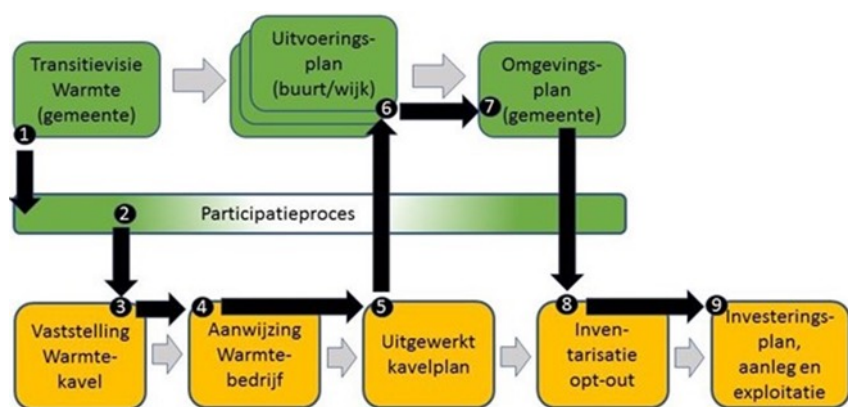 Transitievisie
Warmte
(gemeente)
1
Uitvoerings-
plan
(buurt/wijk)
6
Omgevings-
plan
(gemeente)
7
2
Participatieproces
3
Vaststelling
Warmte-
kavel
4
Aanwijzing
Warmte-
bedrijf
5
Uitgewerkt
kavelplan
8
Inven-
tarisatie
opt-out
9
Investerings-
plan,
aanleg en
exploitatie